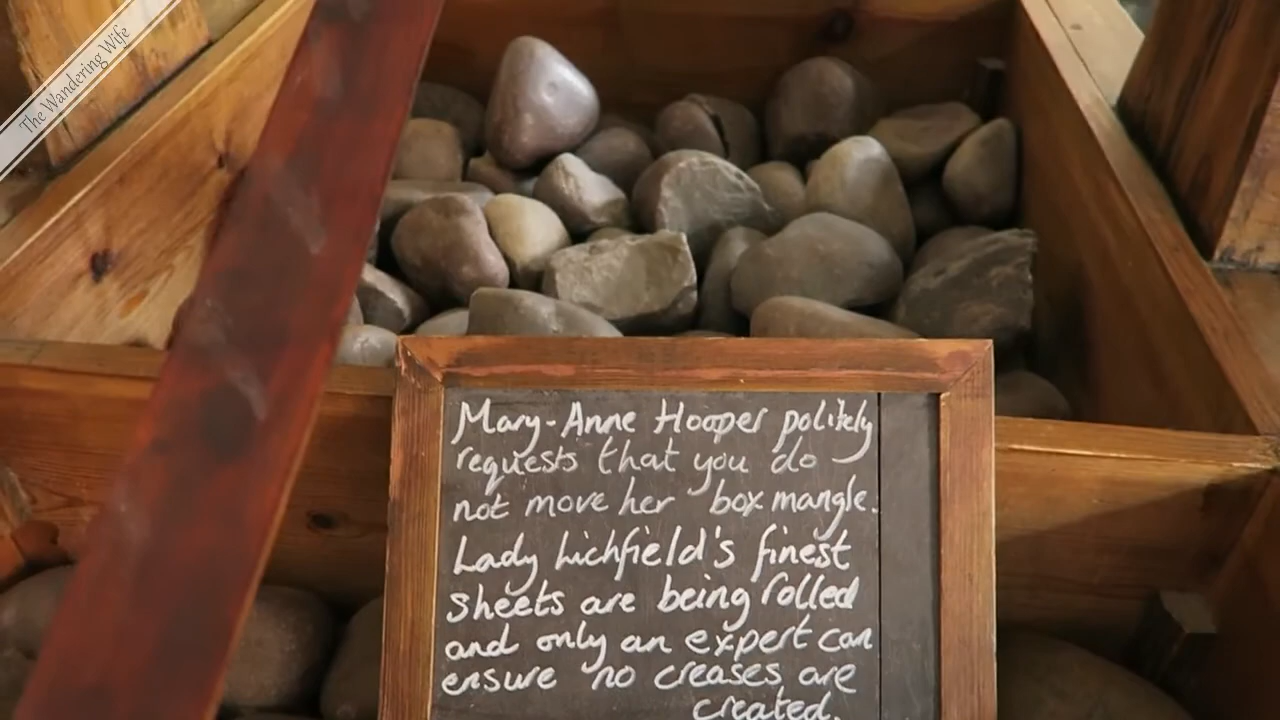 The Wandering Wife
Mary-Anne Hooper politely
requests that you do
not move her box mangle.
Lady Lichfield's finest
sheets are being rolled
and only an expert can
ensure no creases are
created.